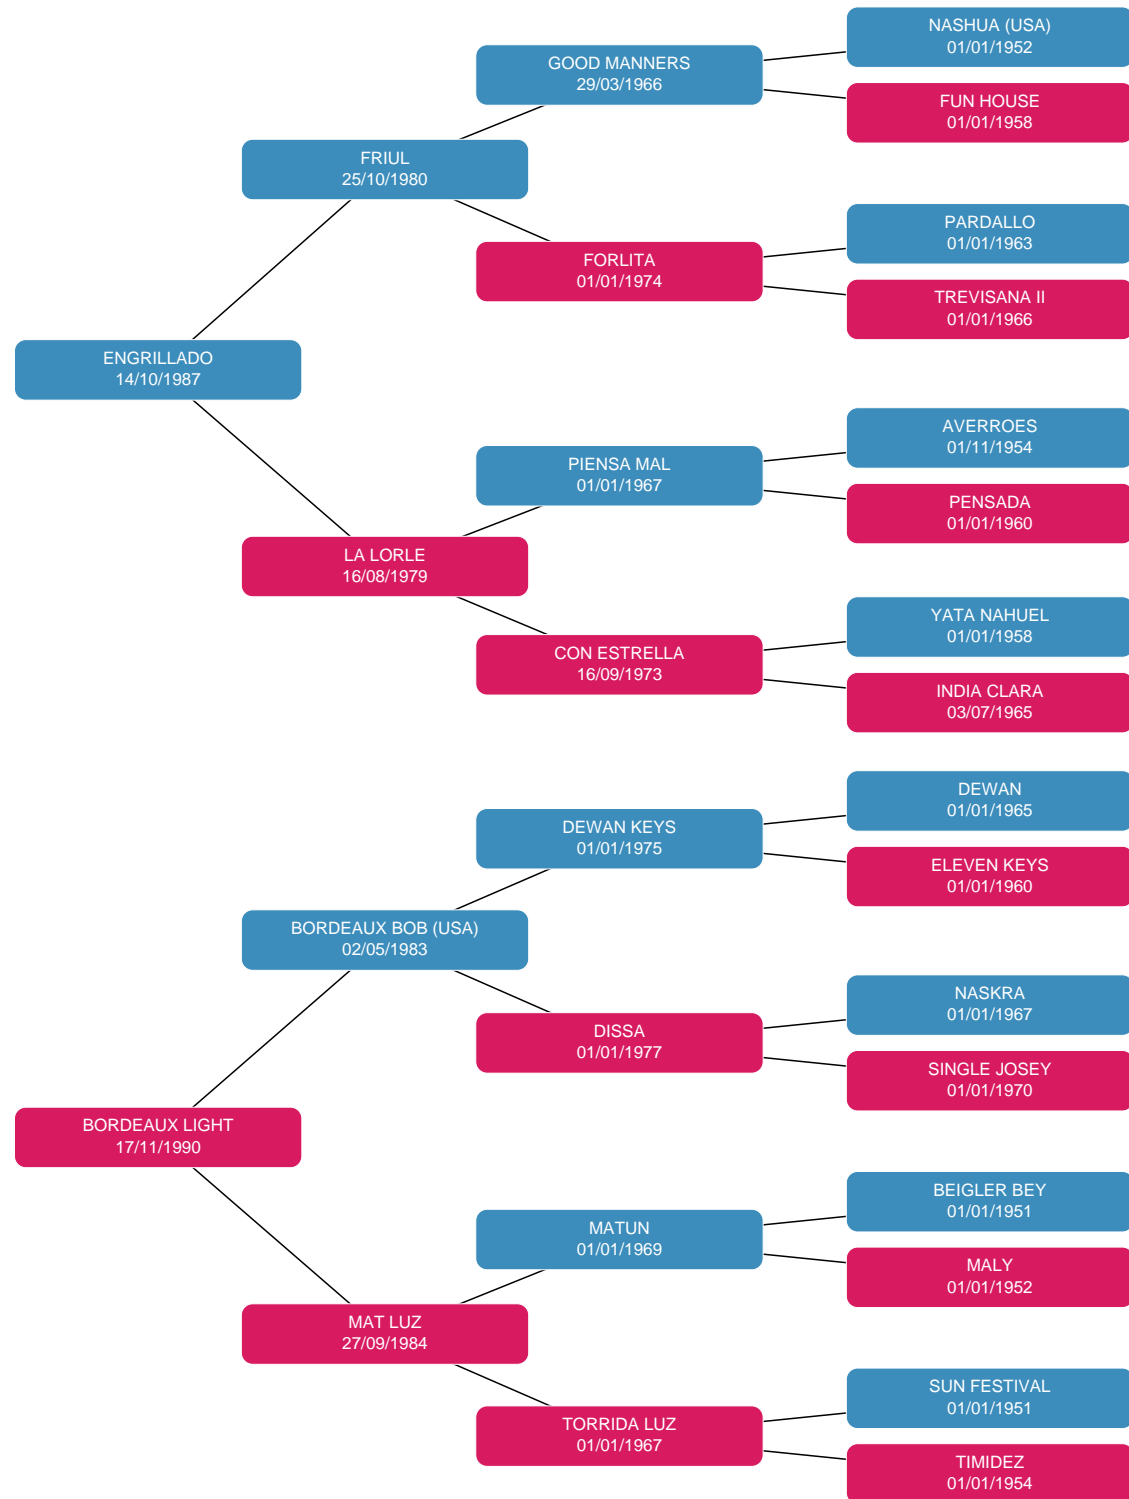 NASHUA (USA)
01/01/1952
GOOD MANNERS
29/03/1966
FUN HOUSE
01/01/1958
FRIUL
25/10/1980
PARDALLO
01/01/1963
FORLITA
01/01/1974
TREVISANA II
01/01/1966
ENGRILLADO
14/10/1987
AVERROES
01/11/1954
PIENSA MAL
01/01/1967
PENSADA
01/01/1960
LA LORLE
16/08/1979
YATA NAHUEL
01/01/1958
CON ESTRELLA
16/09/1973
INDIA CLARA
03/07/1965
DEWAN
01/01/1965
DEWAN KEYS
01/01/1975
ELEVEN KEYS
01/01/1960
BORDEAUX BOB (USA)
02/05/1983
NASKRA
01/01/1967
DISSA
01/01/1977
SINGLE JOSEY
01/01/1970
BORDEAUX LIGHT
17/11/1990
BEIGLER BEY
01/01/1951
MATUN
01/01/1969
MALY
01/01/1952
MAT LUZ
27/09/1984
SUN FESTIVAL
01/01/1951
TORRIDA LUZ
01/01/1967
TIMIDEZ
01/01/1954